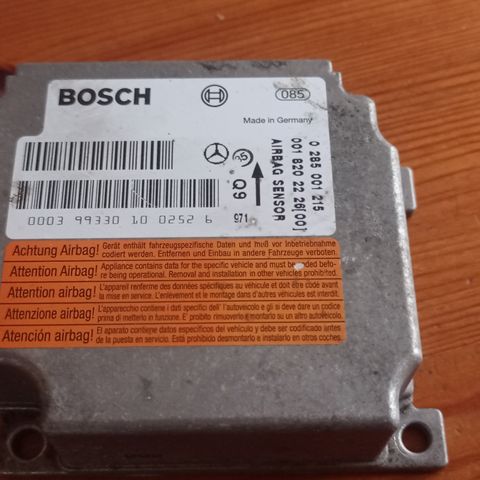 BOSCH
085
Made in Germany
0003 99330 10 0252 6
Q9
971
AIRBAG SENSOR
001 820 22 26[00]
0 285 001 215
Achtung Airbag! Gerät enthält fahrzeugspezifische Daten und muß vor Inbetriebnahme
codiert werden. Entfernen und Einbau in andere Fahrzeuge verboten.
Attention Airbag! Appliance contains data for the specific vehicle and must be coded before
being operational. Removal and installation in other vehicles prohibited.
Attention airbag! L'appareil renferme des données spécifiques au véhicule et doit être codé avant
la mise en service. L'enlèvement et le montage dans d'autres véhicules est interdit.
Attenzione airbag! L'apparecchio contiene i dati specifici dell'autoveicolo e gli si deve dare un codice
prima di metterlo in funzione. E' proibito rimuoverlo montarlo su un altro autoveicolo.
Atención airbag! El aparato contiene datos específicos del vehículo y debe ser codificado antes
de la puesta en servicio. Está prohibido desmontarlo e instalarlo en otros coches.